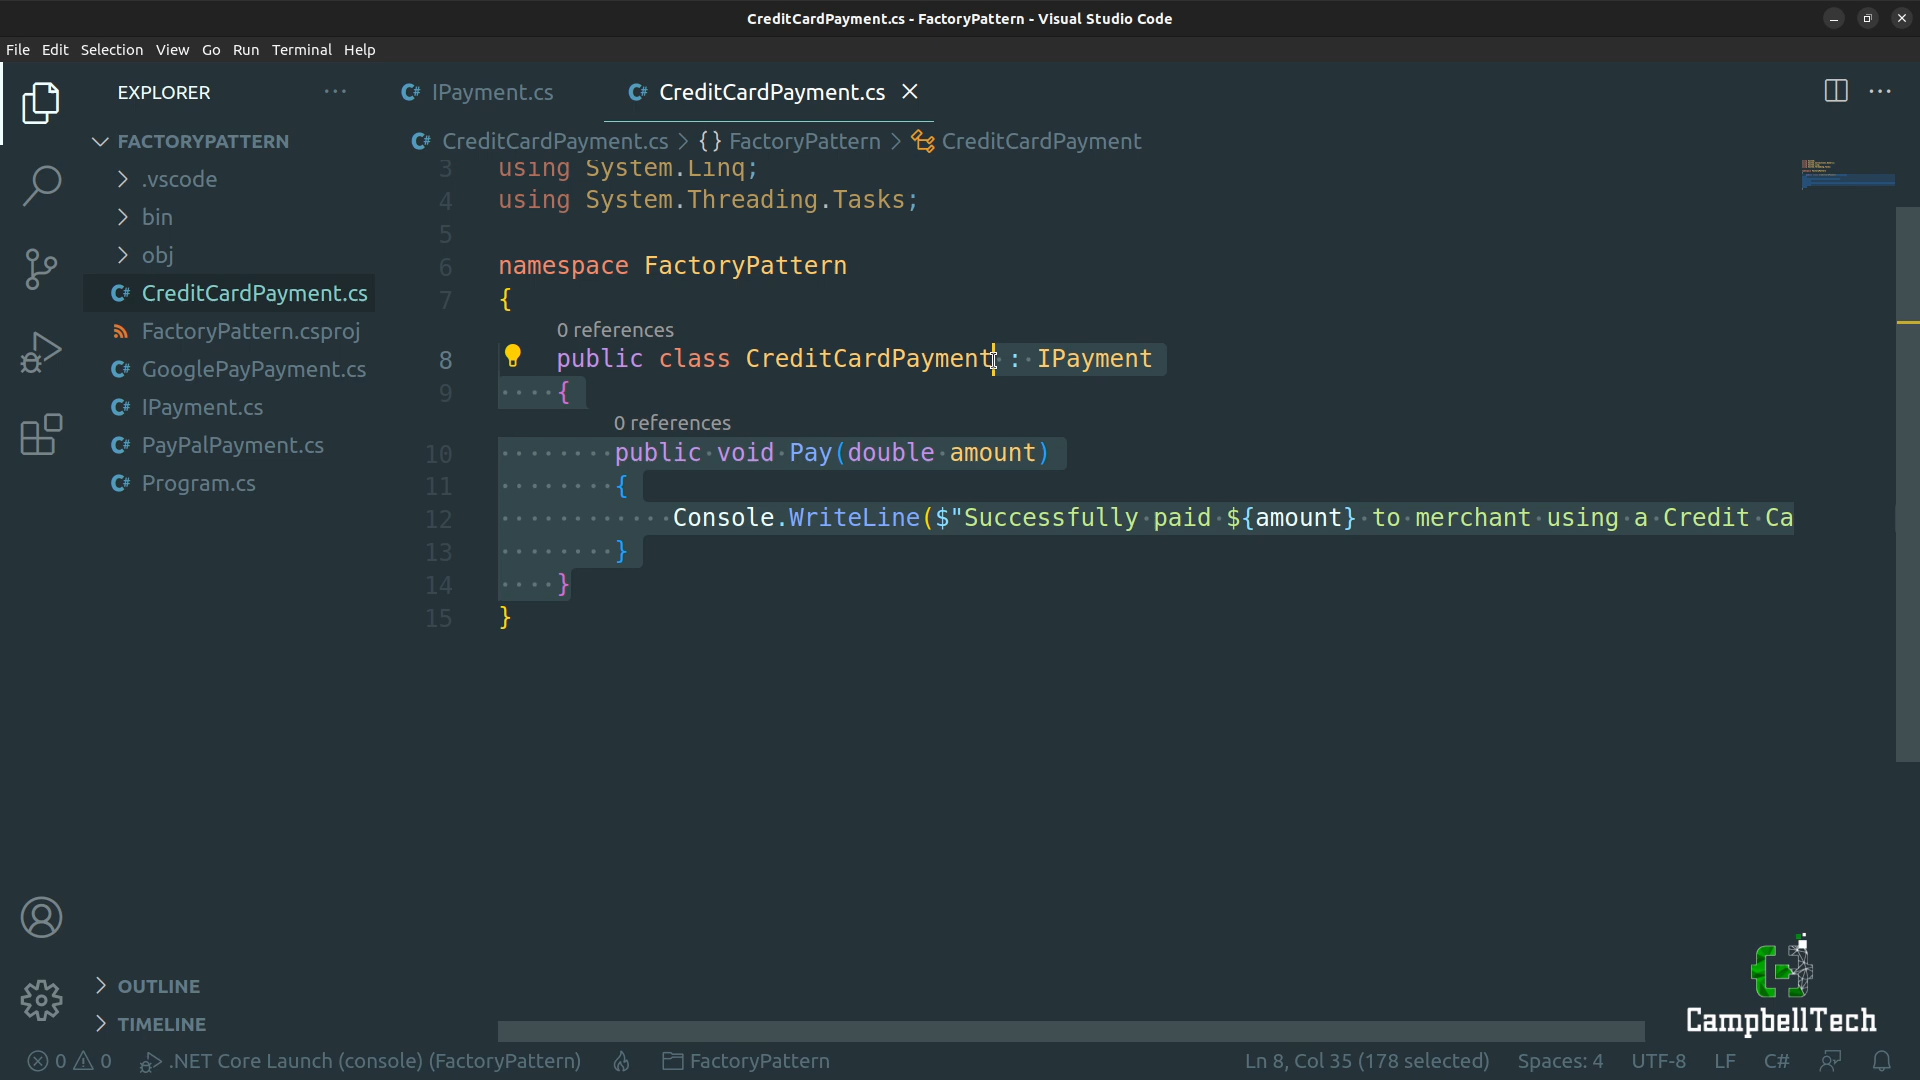 CreditCardPayment.cs - FactoryPattern - Visual Studio Code
File Edit Selection View Go Run Terminal Help
EXPLORER
FACTORYPATTERN
.vscode
bin
obj
CreditCardPayment.cs
FactoryPattern.csproj
GooglePayPayment.cs
IPayment.cs
PayPalPayment.cs
Program.cs
OUTLINE
TIMELINE
IPayment.cs CreditCardPayment.cs
CreditCardPayment.cs > {} FactoryPattern > CreditCardPayment
3 using System.Linq;
4 using System.Threading.Tasks;
5
6 namespace FactoryPattern
7 {
0 references
8 public class CreditCardPayment : IPayment
9 {
0 references
10 public void Pay(double amount)
11 {
12 Console.WriteLine($"Successfully paid ${amount} to merchant using a Credit Ca
13 }
14 }
15 }
CampbellTech
0 0 .NET Core Launch (console) (FactoryPattern) FactoryPattern Ln 8, Col 35 (178 selected) Spaces: 4 UTF-8 LF C#